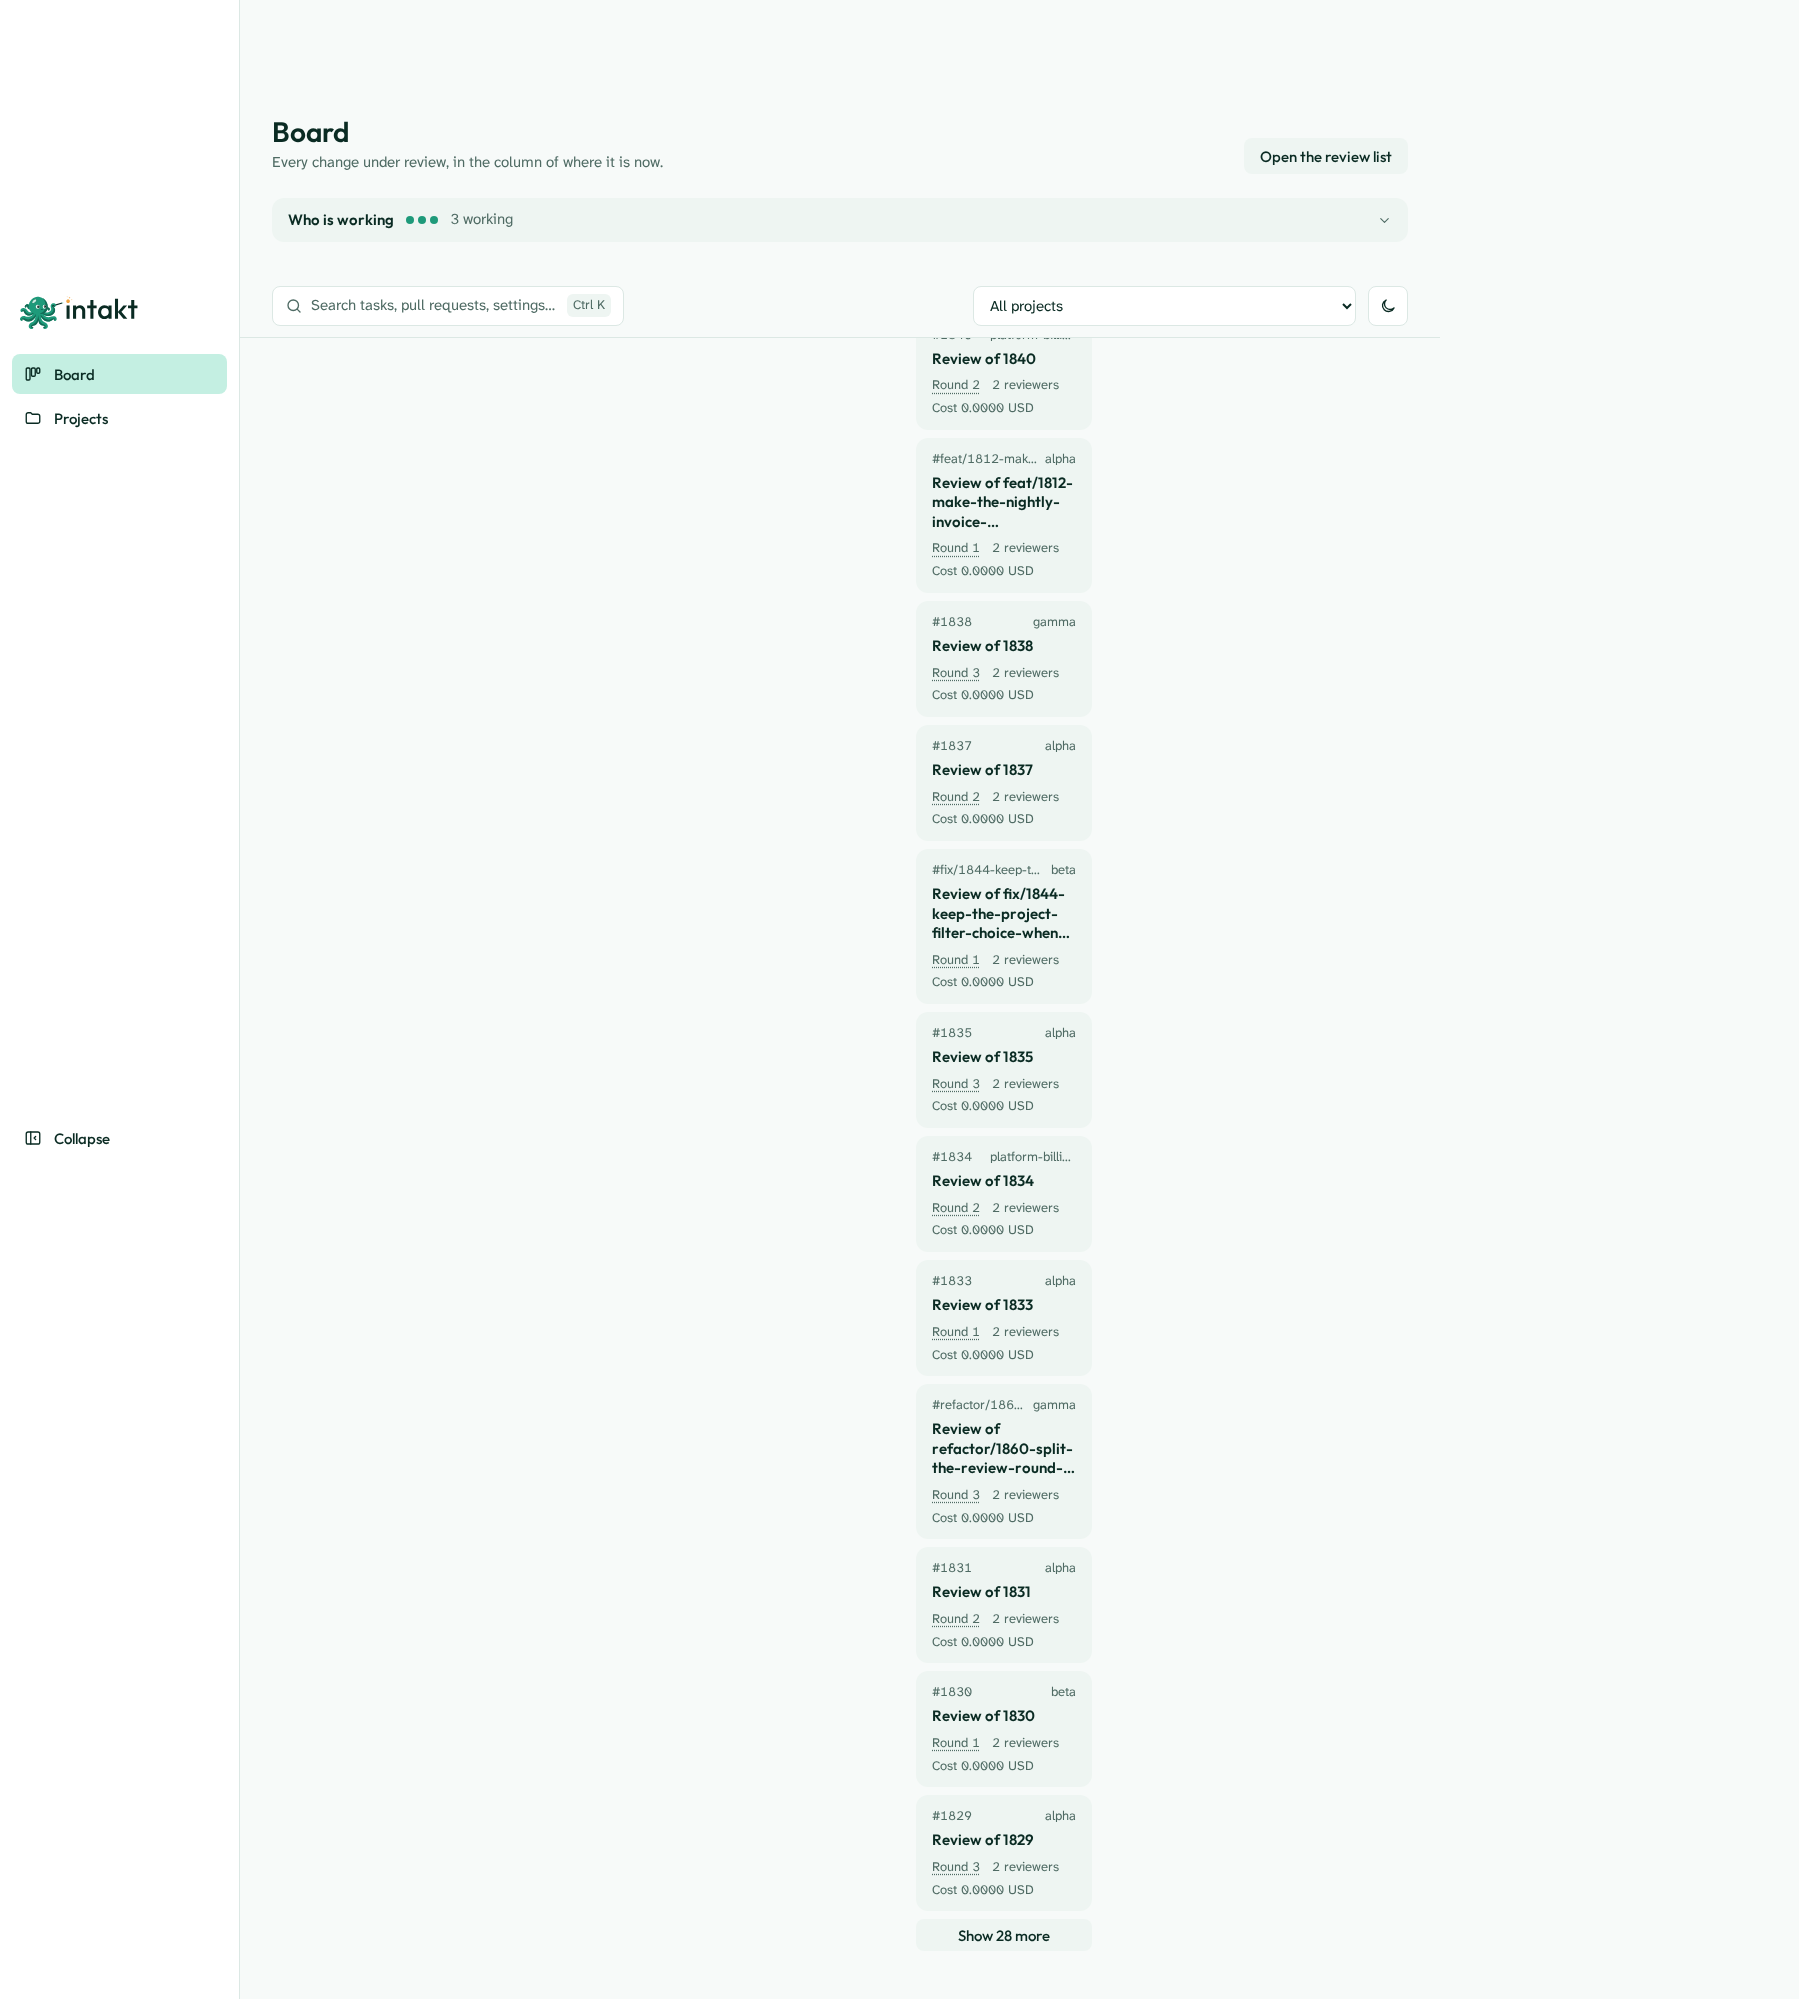 Board
Every change under review, in the column of where it is now.
Open the review list
Who is working
3 working
intakt
Search tasks, pull requests, settings...
Ctrl K
All projects
Board
Projects
Collapse
Review of 1840
Round 2 2 reviewers
Cost 0.0000 USD
#feat/1812-mak... alpha
Review of feat/1812-
make-the-nightly-
invoice-...
Round 1 2 reviewers
Cost 0.0000 USD
#1838 gamma
Review of 1838
Round 3 2 reviewers
Cost 0.0000 USD
#1837 alpha
Review of 1837
Round 2 2 reviewers
Cost 0.0000 USD
#fix/1844-keep-t... beta
Review of fix/1844-
keep-the-project-
filter-choice-when...
Round 1 2 reviewers
Cost 0.0000 USD
#1835 alpha
Review of 1835
Round 3 2 reviewers
Cost 0.0000 USD
#1834 platform-billi...
Review of 1834
Round 2 2 reviewers
Cost 0.0000 USD
#1833 alpha
Review of 1833
Round 1 2 reviewers
Cost 0.0000 USD
#refactor/186... gamma
Review of
refactor/1860-split-
the-review-round-...
Round 3 2 reviewers
Cost 0.0000 USD
#1831 alpha
Review of 1831
Round 2 2 reviewers
Cost 0.0000 USD
#1830 beta
Review of 1830
Round 1 2 reviewers
Cost 0.0000 USD
#1829 alpha
Review of 1829
Round 3 2 reviewers
Cost 0.0000 USD
Show 28 more